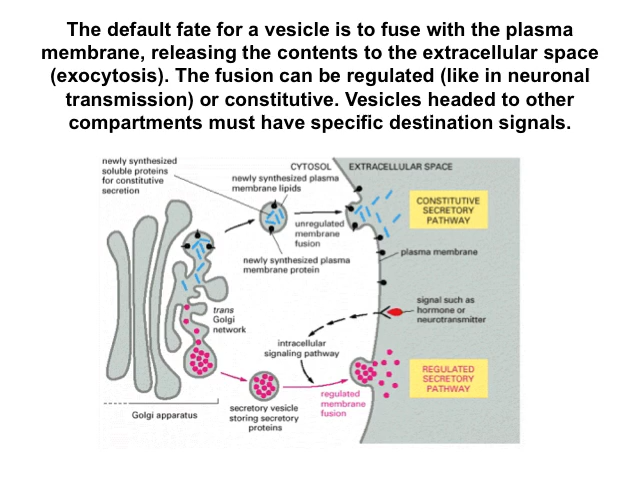 The default fate for a vesicle is to fuse with the plasma
membrane, releasing the contents to the extracellular space
(exocytosis). The fusion can be regulated (like in neuronal
transmission) or constitutive. Vesicles headed to other
compartments must have specific destination signals.
newly synthesized
soluble proteins
for constitutive
secretion
CYTOSOL
EXTRACELLULAR SPACE
newly synthesized plasma
membrane lipids
CONSTITUTIVE
SECRETORY
PATHWAY
unregulated
membrane
fusion
newly synthesized plasma
membrane protein
plasma membrane
trans
Golgi
network
signal such as
hormone or
neurotransmitter
intracellular
signaling pathway
REGULATED
SECRETORY
PATHWAY
regulated
membrane
fusion
Golgi apparatus
secretory vesicle
storing secretory
proteins